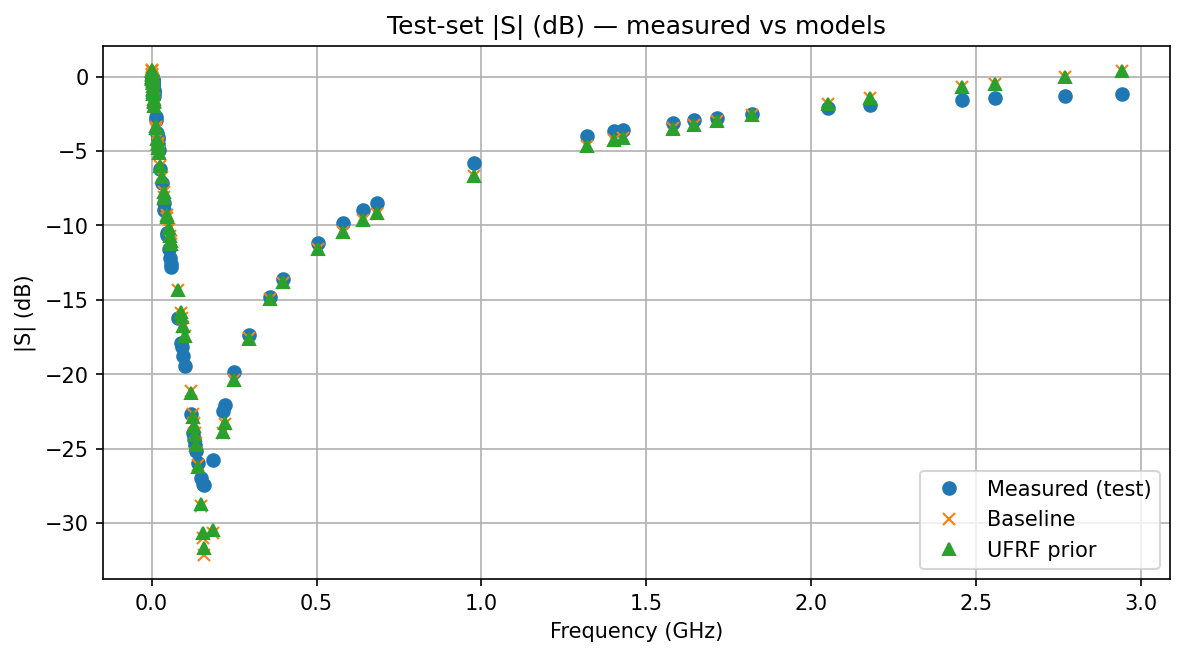 Test-set |S| (dB) — measured vs models
|S| (dB)
0
−5
−10
−15
−20
−25
−30
0.0 0.5 1.0 1.5 2.0 2.5 3.0
Frequency (GHz)
Measured (test)
Baseline
UFRF prior